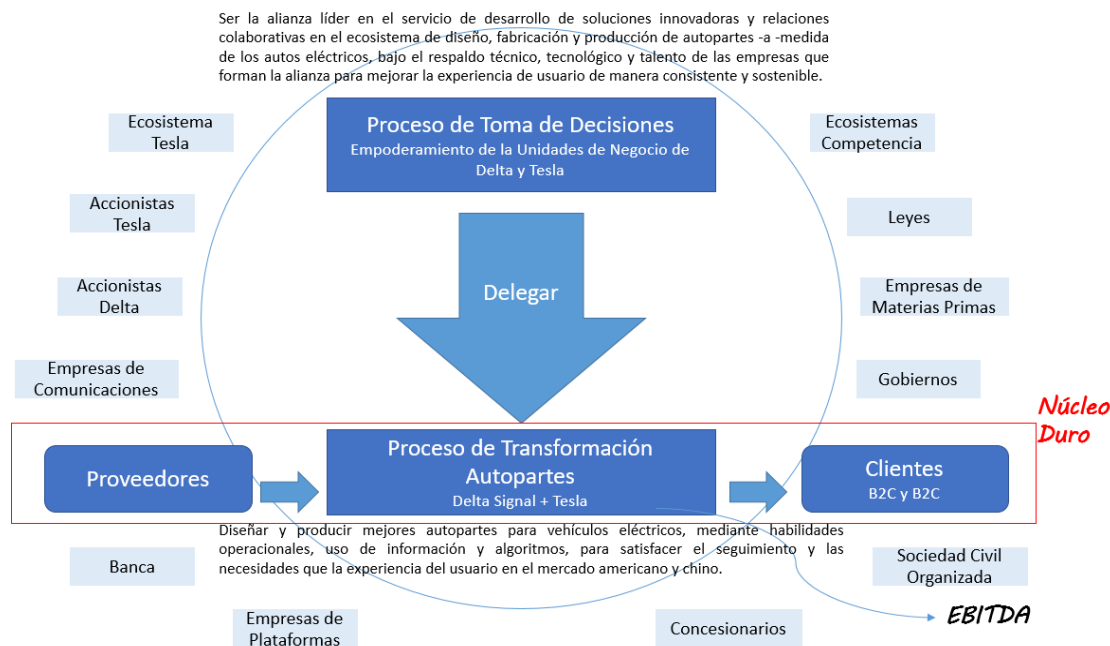 Ser la alianza líder en el servicio de desarrollo de soluciones innovadoras y relaciones
colaborativas en el ecosistema de diseño, fabricación y producción de autopartes -a -medida
de los autos eléctricos, bajo el respaldo técnico, tecnológico y talento de las empresas que
forman la alianza para mejorar la experiencia de usuario de manera consistente y sostenible.
Proceso de Toma de Decisiones
Empoderamiento de la Unidades de Negocio de
Delta y Tesla
Ecosistema
Tesla
Ecosistemas
Competencia
Accionistas
Tesla
Leyes
Delegar
Accionistas
Delta
Empresas de
Materias Primas
Empresas de
Comunicaciones
Gobiernos
Núcleo
Duro
Proveedores
Proceso de Transformación
Autopartes
Delta Signal + Tesla
Clientes
B2C y B2C
Diseñar y producir mejores autopartes para vehículos eléctricos, mediante habilidades
operacionales, uso de información y algoritmos, para satisfacer el seguimiento y las
necesidades que la experiencia del usuario en el mercado americano y chino.
Banca
Sociedad Civil
Organizada
Empresas de
Plataformas
Concesionarios
EBITDA